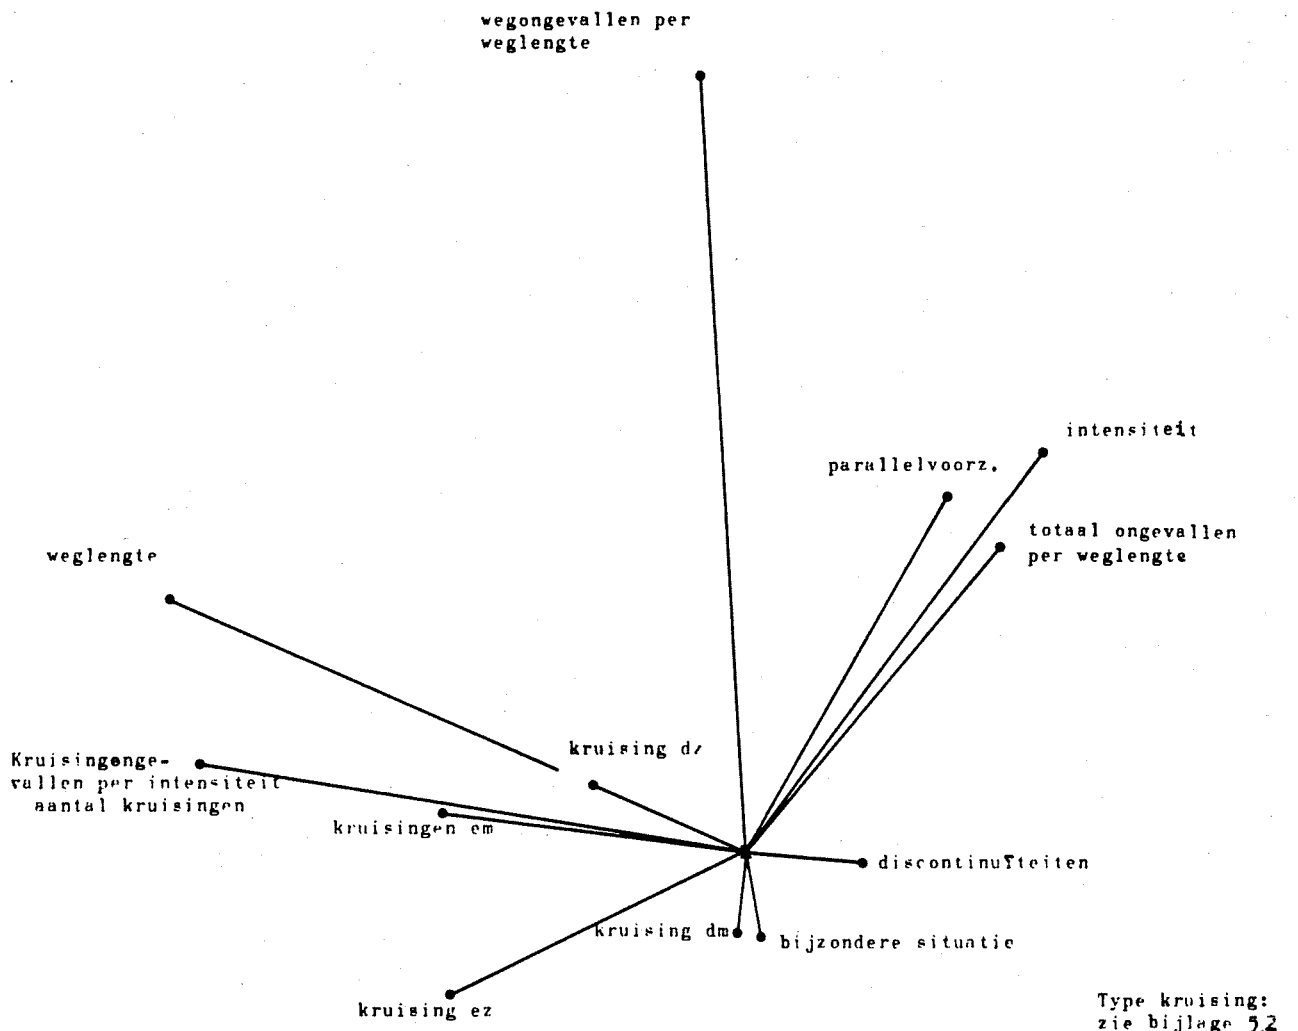 wegongevallen per
weglengte
intensiteit
parallelvoorz.
totaal ongevallen
per weglengte
weglengte
kruising dz
Kruisingonge-
vallen per intensiteit
aantal kruisingen
kruisingen em
discontinuïteiten
kruising dm
bijzondere situatie
kruising ez
Type kruising:
zie bijlage 5.2